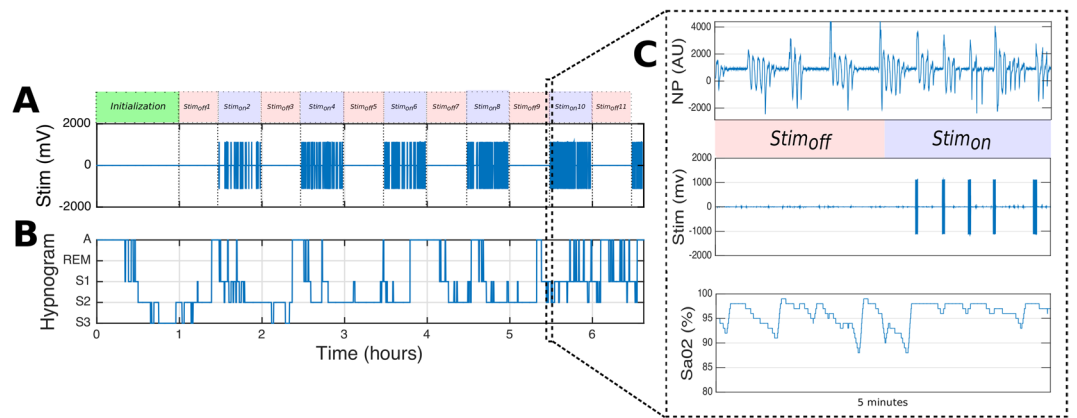 A
Initialization
Stimoff1
Stimon2
Stimoff3
Stimon4
Stimoff5
Stimon6
Stimoff7
Stimon8
Stimoff9
Stimon10
Stimoff11
Stim (mV)
2000
0
-2000
B
Hypnogram
A
REM
S1
S2
S3
0
1
2
3
4
5
6
Time (hours)
C
NP (AU)
4000
2000
0
-2000
Stimoff
Stimon
Stim (mv)
2000
1000
0
-1000
-2000
Sa02 (%)
100
95
90
85
80
5 minutes